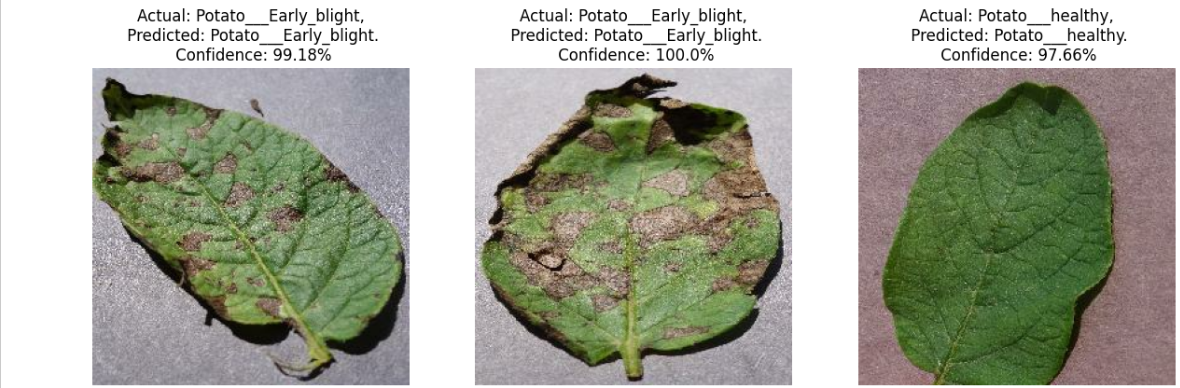 Actual: Potato___Early_blight,
Predicted: Potato___Early_blight.
Confidence: 99.18%
Actual: Potato___Early_blight,
Predicted: Potato___Early_blight.
Confidence: 100.0%
Actual: Potato___healthy,
Predicted: Potato___healthy.
Confidence: 97.66%